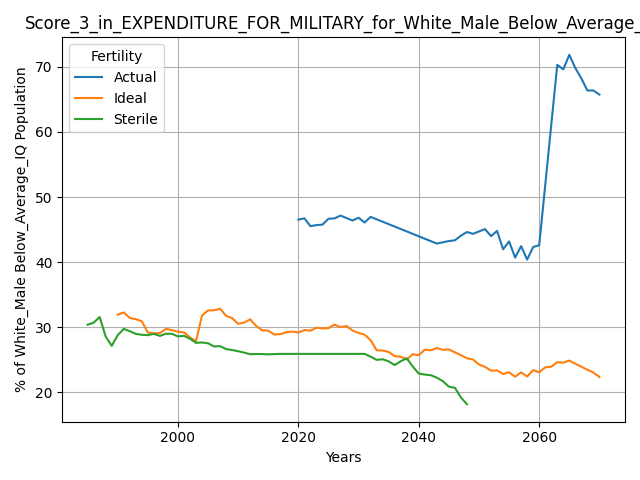 Score_3_in_EXPENDITURE_FOR_MILITARY_for_White_Male_Below_Average_
Fertility
Actual
Ideal
Sterile
% of White_Male Below_Average_IQ Population
70
60
50
40
30
20
2000
2020
2040
2060
Years